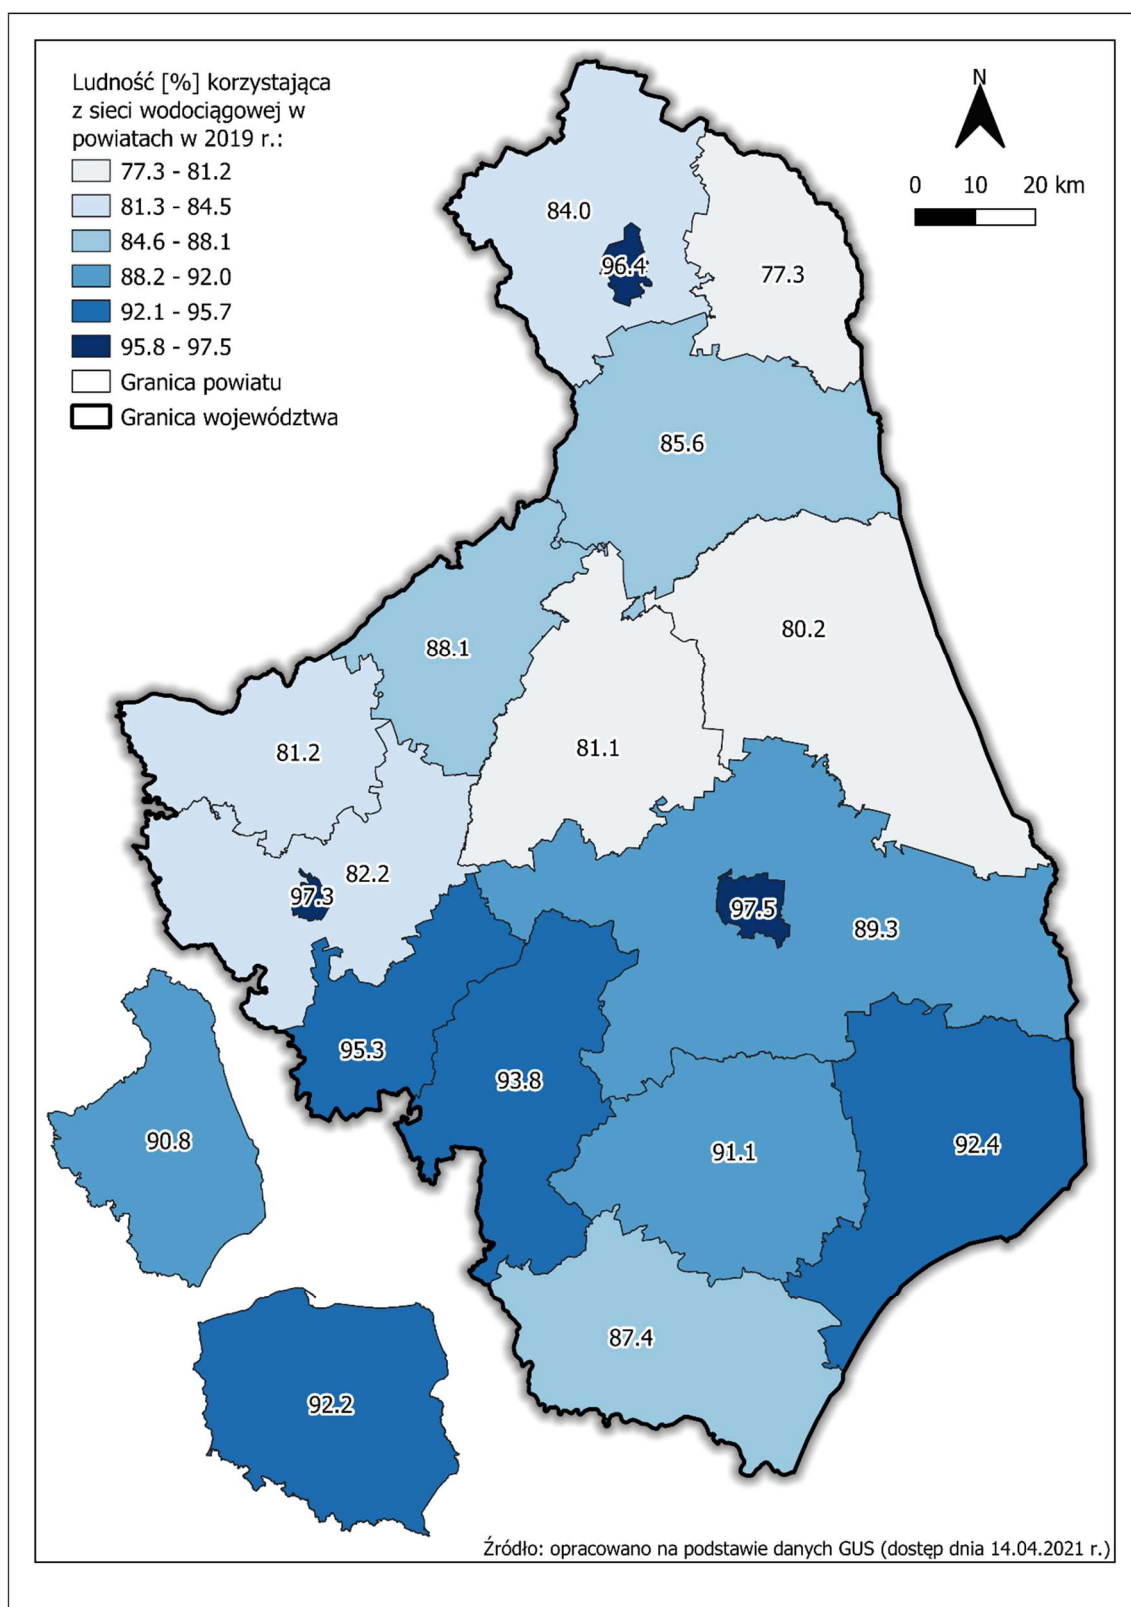 Ludność [%] korzystająca
z sieci wodociągowej w
powiatach w 2019 r.:
77.3 - 81.2
81.3 - 84.5
84.6 - 88.1
88.2 - 92.0
92.1 - 95.7
95.8 - 97.5
Granica powiatu
Granica województwa
N
0 10 20 km
84.0
96.4
77.3
85.6
80.2
88.1
81.2
81.1
82.2
97.3
97.5
89.3
95.3
93.8
91.1
92.4
90.8
87.4
92.2
Źródło: opracowano na podstawie danych GUS (dostęp dnia 14.04.2021 r.)